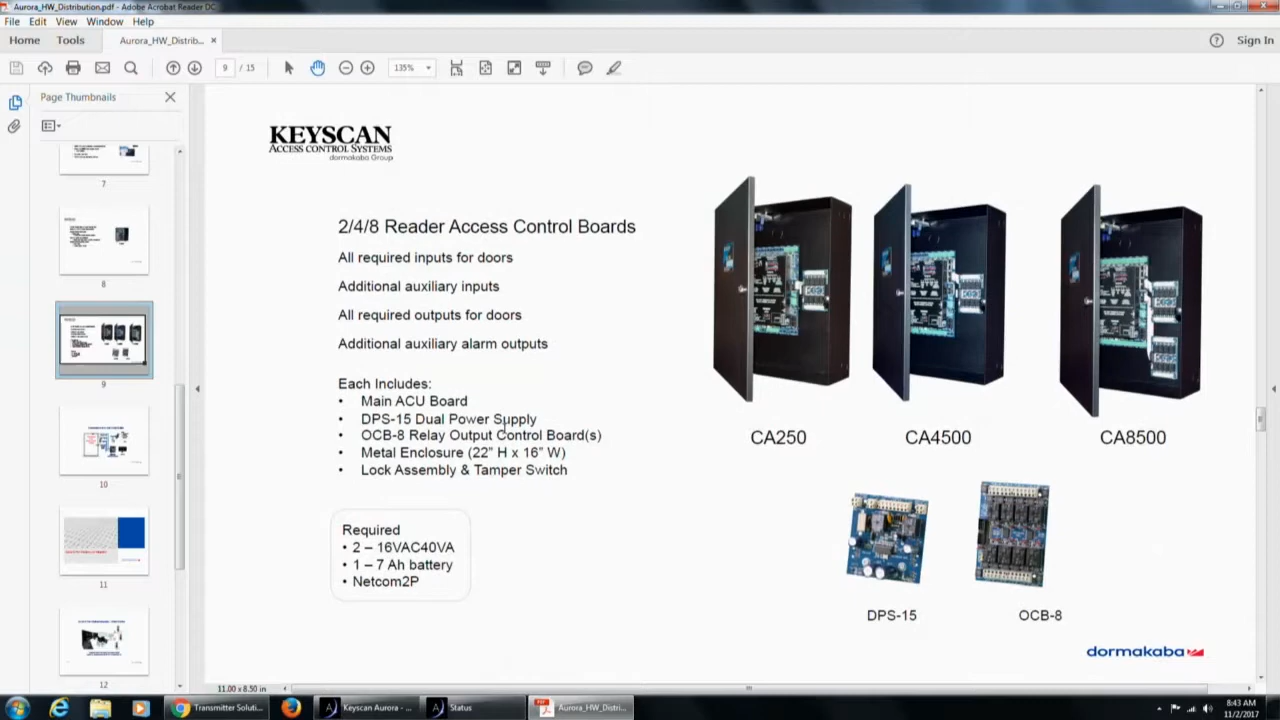 Aurora_HW_Distribution.pdf - Adobe Acrobat Reader DC
File Edit View Window Help
Home Tools Aurora_HW_Distrib... × Sign In
9 / 15 135%
Page Thumbnails
7
8
9
10
11
12
KEYSCAN
ACCESS CONTROL SYSTEMS
dormakaba Group
2/4/8 Reader Access Control Boards
All required inputs for doors
Additional auxiliary inputs
All required outputs for doors
Additional auxiliary alarm outputs
Each Includes:
• Main ACU Board
• DPS-15 Dual Power Supply
• OCB-8 Relay Output Control Board(s)
• Metal Enclosure (22" H x 16" W)
• Lock Assembly & Tamper Switch
Required
• 2 – 16VAC40VA
• 1 – 7 Ah battery
• Netcom2P
CA250 CA4500 CA8500
DPS-15 OCB-8
dormakaba
11.00 x 8.50 in
Transmitter Soluti... Keyscan Aurora - ... Status Aurora_HW_Distri...
8:43 AM
11/2/2017